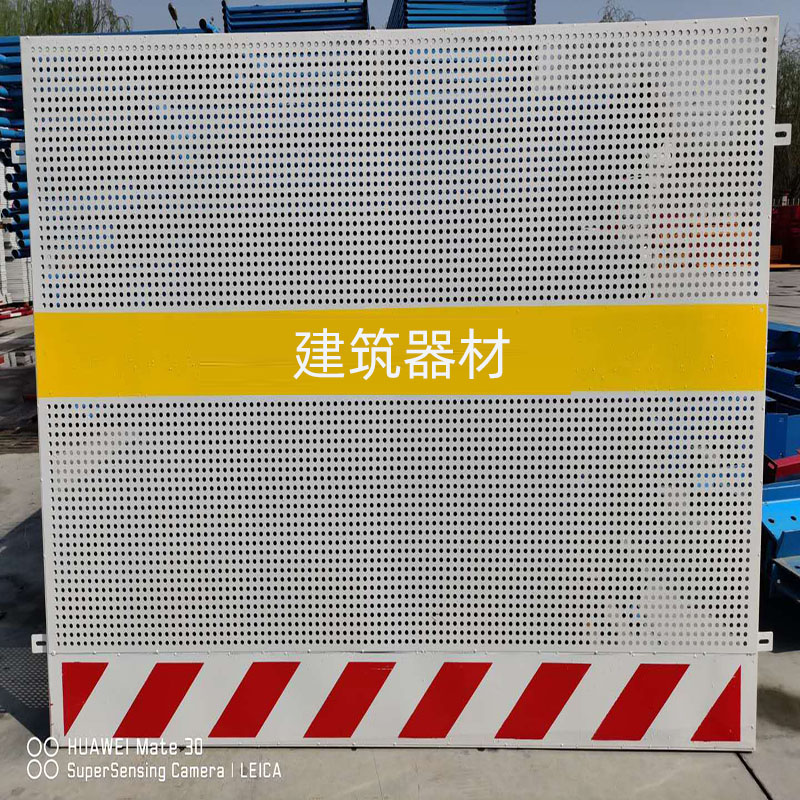 建筑器材
HUAWEI Mate 30
SuperSensing Camera | LEICA